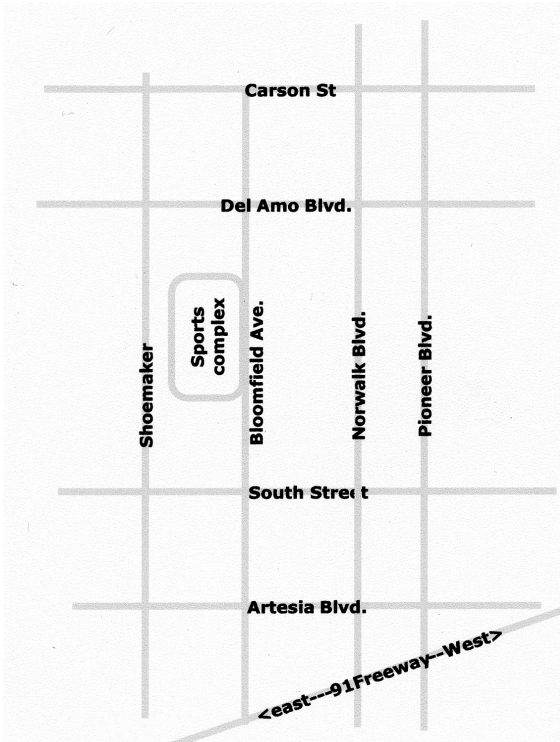 Carson St
Del Amo Blvd.
Sports
complex
Shoemaker
Bloomfield Ave.
Norwalk Blvd.
Pioneer Blvd.
South Street
Artesia Blvd.
<east---91Freeway--West>